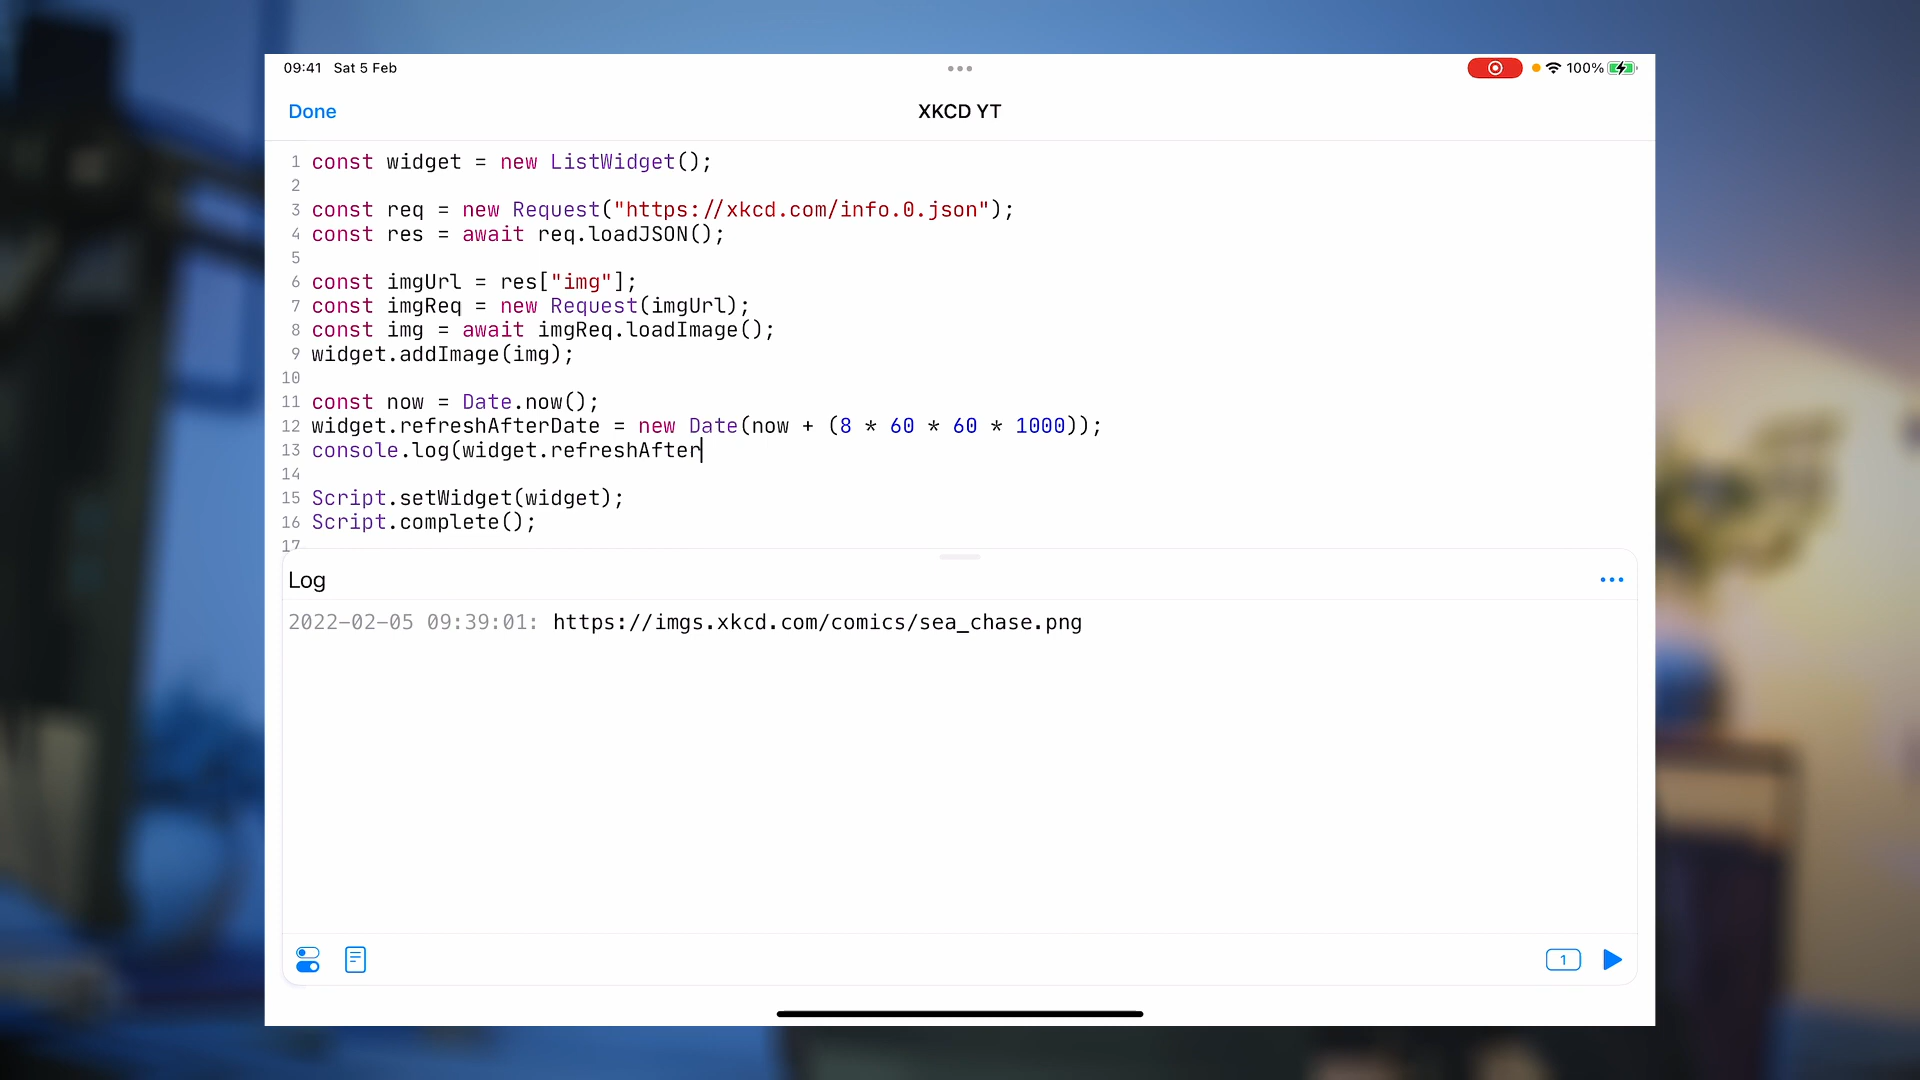 09:41 Sat 5 Feb
100%
Done
XKCD YT
1 const widget = new ListWidget();
2
3 const req = new Request("https://xkcd.com/info.0.json");
4 const res = await req.loadJSON();
5
6 const imgUrl = res["img"];
7 const imgReq = new Request(imgUrl);
8 const img = await imgReq.loadImage();
9 widget.addImage(img);
10
11 const now = Date.now();
12 widget.refreshAfterDate = new Date(now + (8 * 60 * 60 * 1000));
13 console.log(widget.refreshAfter
14
15 Script.setWidget(widget);
16 Script.complete();
17
Log
2022-02-05 09:39:01: https://imgs.xkcd.com/comics/sea_chase.png
1